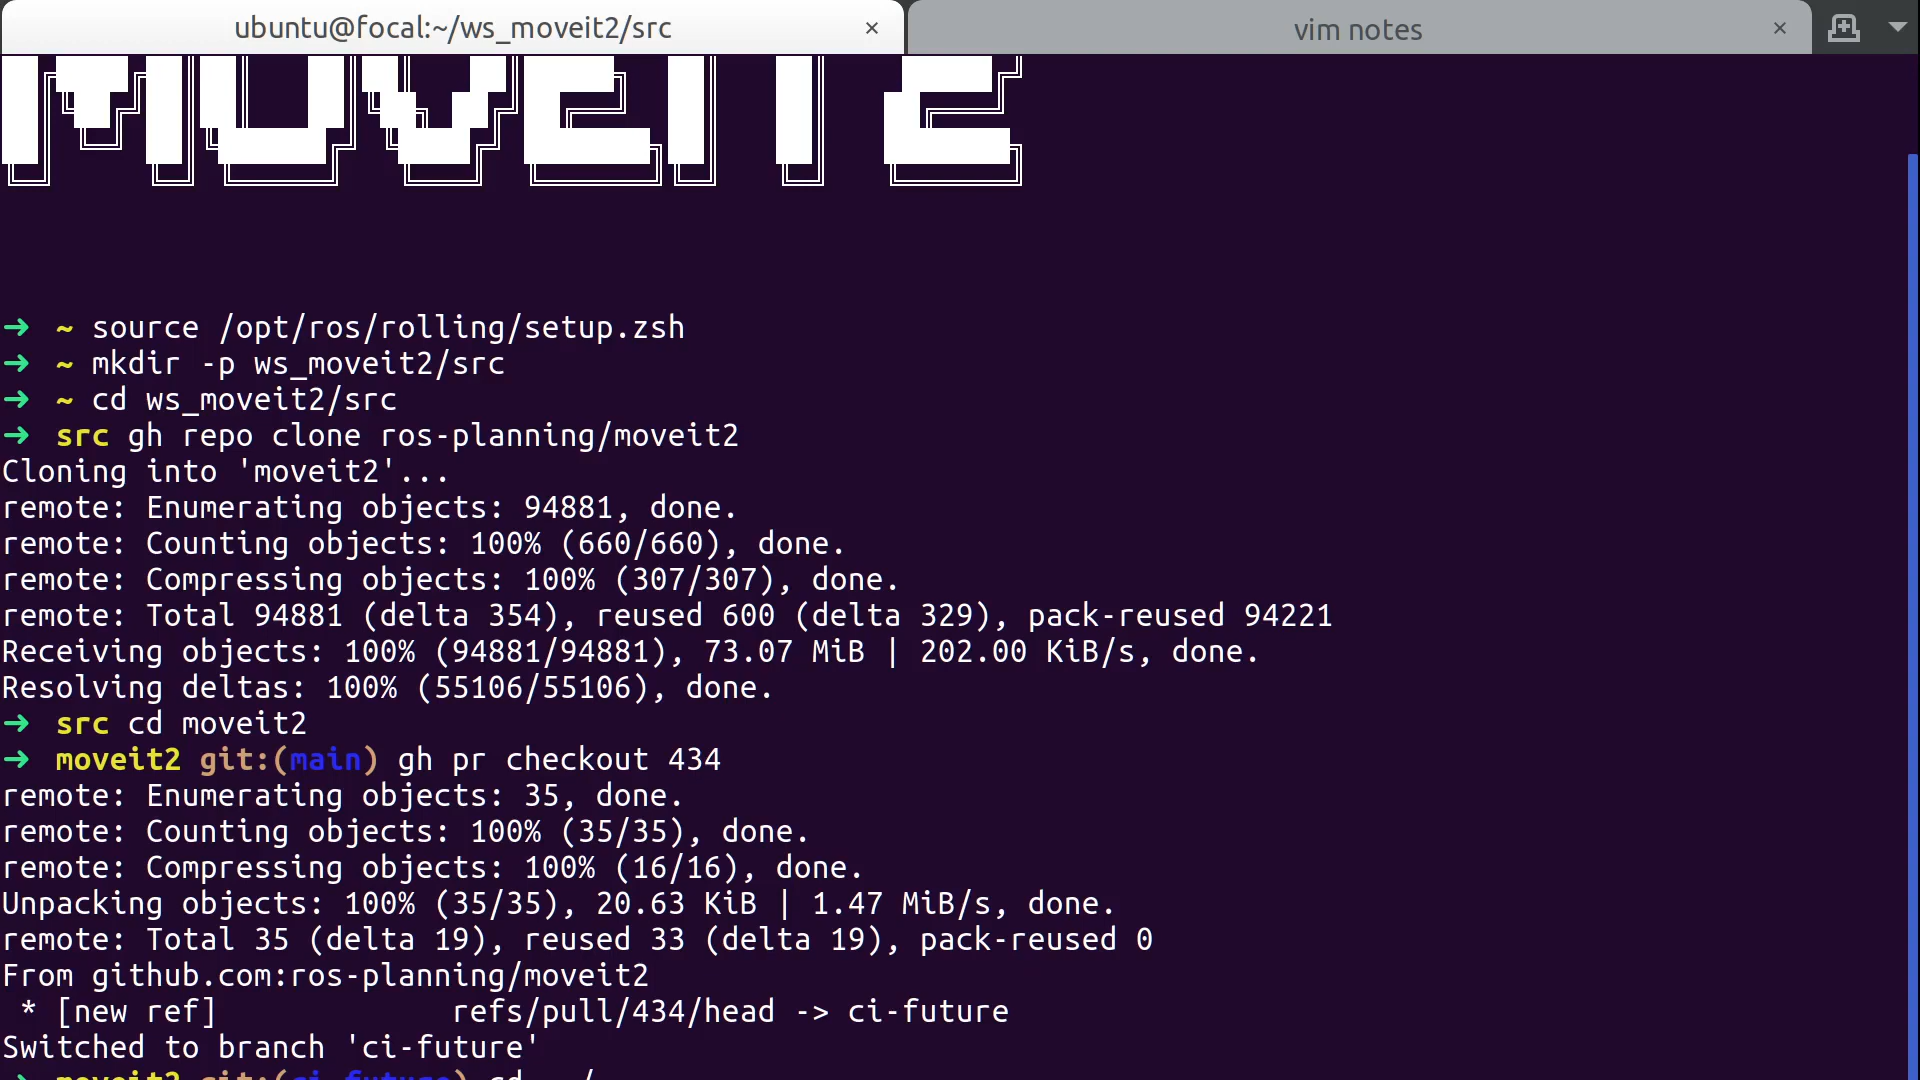 ubuntu@focal:~/ws_moveit2/src × vim notes ×
MOVEIT 2
➜ ~ source /opt/ros/rolling/setup.zsh
➜ ~ mkdir -p ws_moveit2/src
➜ ~ cd ws_moveit2/src
➜ src gh repo clone ros-planning/moveit2
Cloning into 'moveit2'...
remote: Enumerating objects: 94881, done.
remote: Counting objects: 100% (660/660), done.
remote: Compressing objects: 100% (307/307), done.
remote: Total 94881 (delta 354), reused 600 (delta 329), pack-reused 94221
Receiving objects: 100% (94881/94881), 73.07 MiB | 202.00 KiB/s, done.
Resolving deltas: 100% (55106/55106), done.
➜ src cd moveit2
➜ moveit2 git:(main) gh pr checkout 434
remote: Enumerating objects: 35, done.
remote: Counting objects: 100% (35/35), done.
remote: Compressing objects: 100% (16/16), done.
Unpacking objects: 100% (35/35), 20.63 KiB | 1.47 MiB/s, done.
remote: Total 35 (delta 19), reused 33 (delta 19), pack-reused 0
From github.com:ros-planning/moveit2
* [new ref] refs/pull/434/head -> ci-future
Switched to branch 'ci-future'
➜ moveit2 git:(ci-future) cd